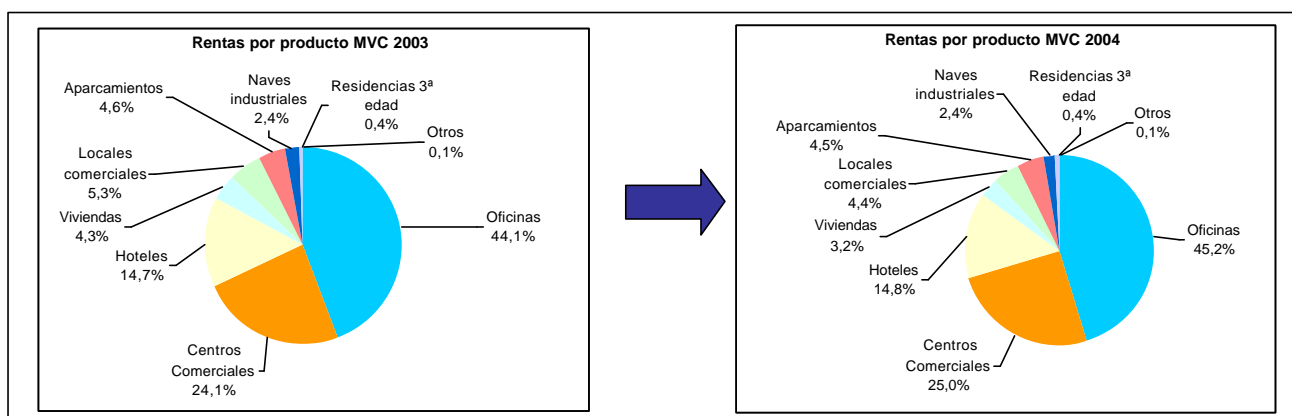 Rentas por producto MVC 2003
Aparcamientos
4,6%
Naves
industriales
2,4%
Residencias 3ª
edad
0,4%
Otros
0,1%
Locales
comerciales
5,3%
Viviendas
4,3%
Hoteles
14,7%
Oficinas
44,1%
Centros
Comerciales
24,1%
Rentas por producto MVC 2004
Naves
industriales
2,4%
Residencias 3ª
edad
0,4%
Otros
0,1%
Aparcamientos
4,5%
Locales
comerciales
4,4%
Viviendas
3,2%
Hoteles
14,8%
Oficinas
45,2%
Centros
Comerciales
25,0%